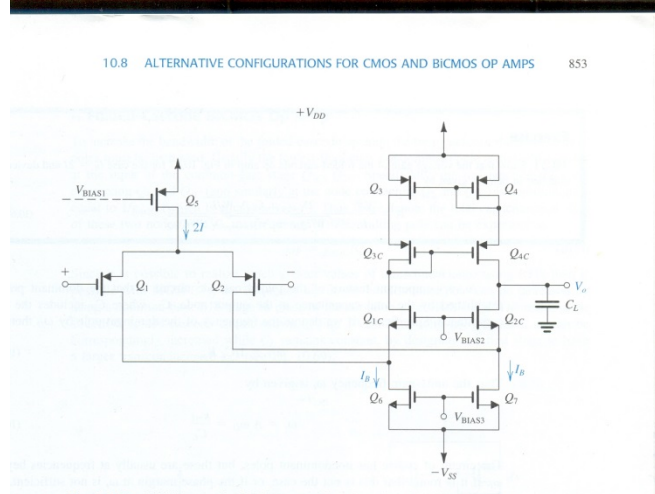 10.8 ALTERNATIVE CONFIGURATIONS FOR CMOS AND BiCMOS OP AMPS 853
+VDD
VBIAS1
Q5
2I
Q3
Q4
Q3C
Q4C
+
Q1
Q2
−
Vo
CL
Q1C
Q2C
VBIAS2
IB
IB
Q6
Q7
VBIAS3
−VSS